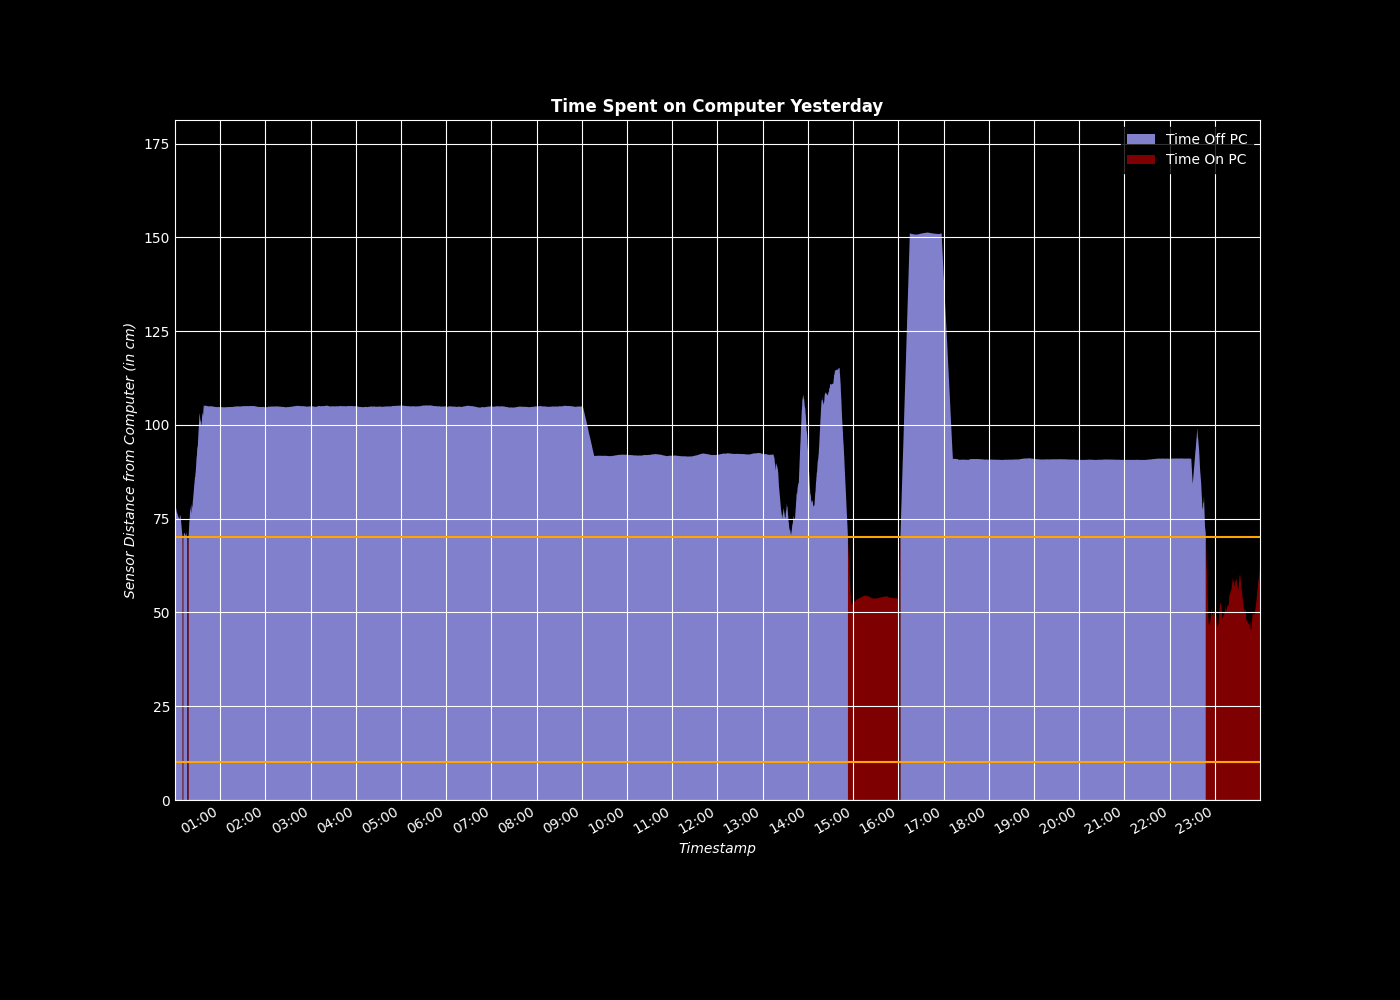 Time Spent on Computer Yesterday
Time Off PC
Time On PC
175
150
125
100
75
50
25
0
Sensor Distance from Computer (in cm)
01:00 02:00 03:00 04:00 05:00 06:00 07:00 08:00 09:00 10:00 11:00 12:00 13:00 14:00 15:00 16:00 17:00 18:00 19:00 20:00 21:00 22:00 23:00
Timestamp